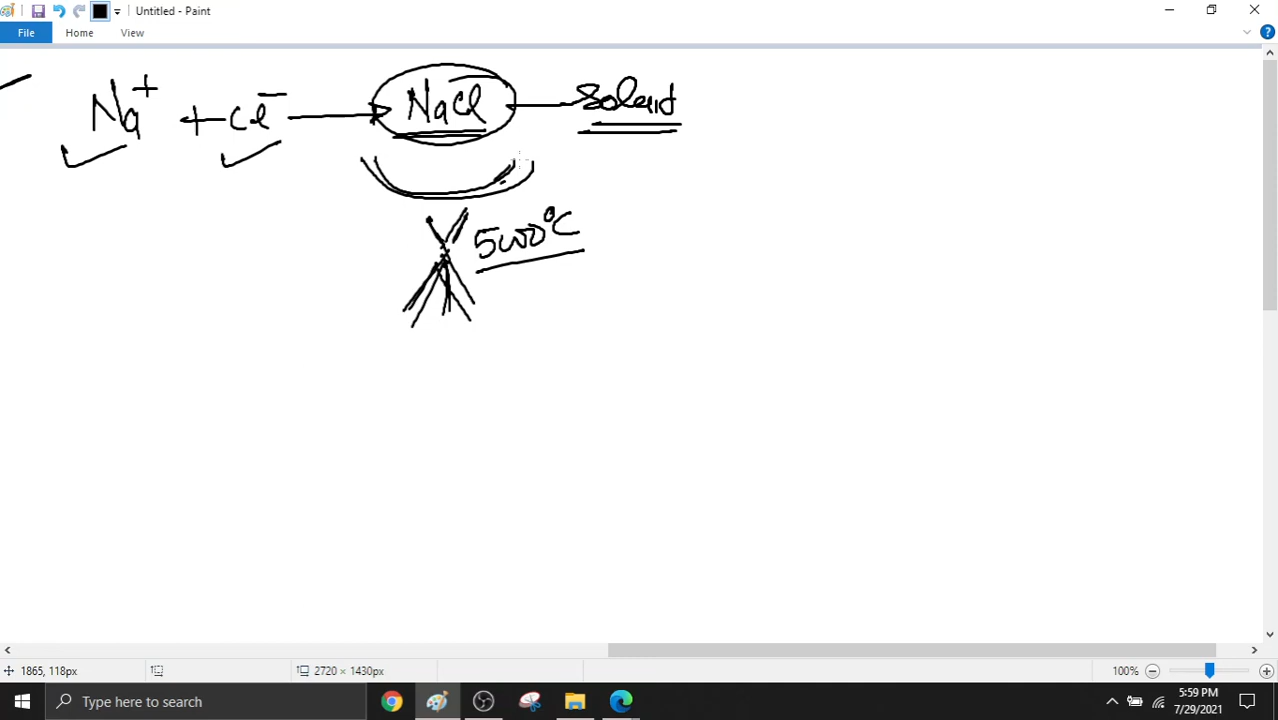 Untitled - Paint
File Home View
Na⁺ + Cl⁻ → NaCl
500°C
1865, 118px
2720 × 1430px
100%
Type here to search
5:59 PM
7/29/2021